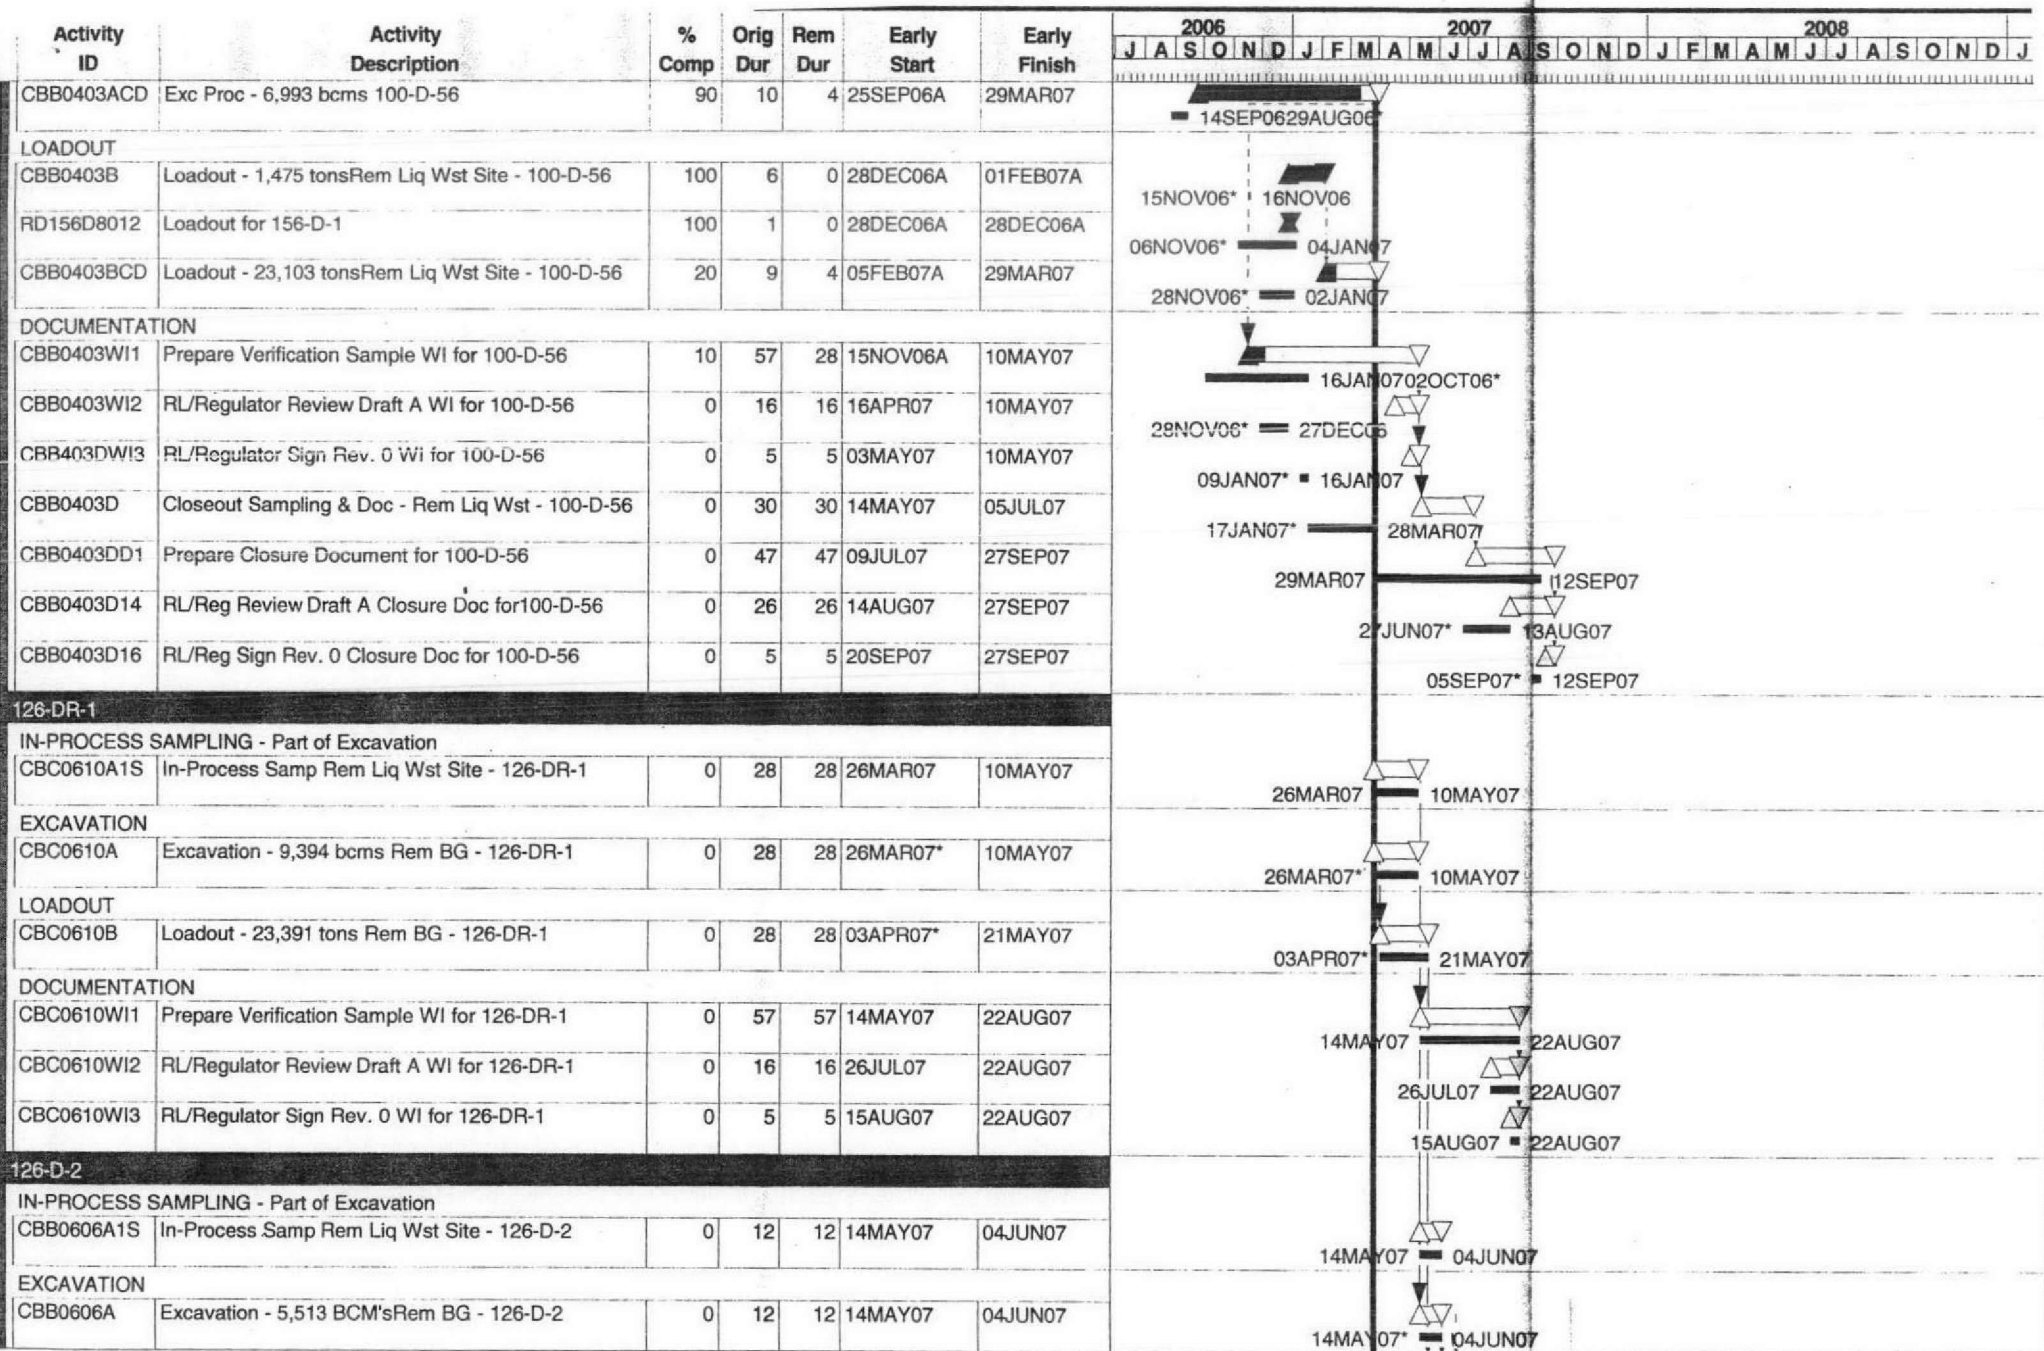 2006 2007 2008
Activity Activity % Orig Rem Early Early
ID Description Comp Dur Dur Start Finish
J A S O N D J F M A M J J A S O N D J F M A M J J A S O N D J
CBB0403ACD Exc Proc - 6,993 bcms 100-D-56 90 10 4 25SEP06A 29MAR07
14SEP0629AUG06*
LOADOUT
CBB0403B Loadout - 1,475 tonsRem Liq Wst Site - 100-D-56 100 6 0 28DEC06A 01FEB07A
15NOV06* 16NOV06
RD156D8012 Loadout for 156-D-1 100 1 0 28DEC06A 28DEC06A
06NOV06* 04JAN07
CBB0403BCD Loadout - 23,103 tonsRem Liq Wst Site - 100-D-56 20 9 4 05FEB07A 29MAR07
28NOV06* 02JAN07
DOCUMENTATION
CBB0403WI1 Prepare Verification Sample WI for 100-D-56 10 57 28 15NOV06A 10MAY07
16JAN0702OCT06*
CBB0403WI2 RL/Regulator Review Draft A WI for 100-D-56 0 16 16 16APR07 10MAY07
28NOV06* 27DEC06
CBB403DWI3 RL/Regulator Sign Rev. 0 WI for 100-D-56 0 5 5 03MAY07 10MAY07
09JAN07* 16JAN07
CBB0403D Closeout Sampling & Doc - Rem Liq Wst - 100-D-56 0 30 30 14MAY07 05JUL07
17JAN07* 28MAR07
CBB0403DD1 Prepare Closure Document for 100-D-56 0 47 47 09JUL07 27SEP07
29MAR07 12SEP07
CBB0403D14 RL/Reg Review Draft A Closure Doc for100-D-56 0 26 26 14AUG07 27SEP07
27JUN07* 13AUG07
CBB0403D16 RL/Reg Sign Rev. 0 Closure Doc for 100-D-56 0 5 5 20SEP07 27SEP07
05SEP07* 12SEP07
126-DR-1
IN-PROCESS SAMPLING - Part of Excavation
CBC0610A1S In-Process Samp Rem Liq Wst Site - 126-DR-1 0 28 28 26MAR07 10MAY07
26MAR07 10MAY07
EXCAVATION
CBC0610A Excavation - 9,394 bcms Rem BG - 126-DR-1 0 28 28 26MAR07* 10MAY07
26MAR07* 10MAY07
LOADOUT
CBC0610B Loadout - 23,391 tons Rem BG - 126-DR-1 0 28 28 03APR07* 21MAY07
03APR07* 21MAY07
DOCUMENTATION
CBC0610WI1 Prepare Verification Sample WI for 126-DR-1 0 57 57 14MAY07 22AUG07
14MAY07 22AUG07
CBC0610WI2 RL/Regulator Review Draft A WI for 126-DR-1 0 16 16 26JUL07 22AUG07
26JUL07 22AUG07
CBC0610WI3 RL/Regulator Sign Rev. 0 WI for 126-DR-1 0 5 5 15AUG07 22AUG07
15AUG07 22AUG07
126-D-2
IN-PROCESS SAMPLING - Part of Excavation
CBB0606A1S In-Process Samp Rem Liq Wst Site - 126-D-2 0 12 12 14MAY07 04JUN07
14MAY07 04JUN07
EXCAVATION
CBB0606A Excavation - 5,513 BCM'sRem BG - 126-D-2 0 12 12 14MAY07 04JUN07
14MAY07* 04JUN07